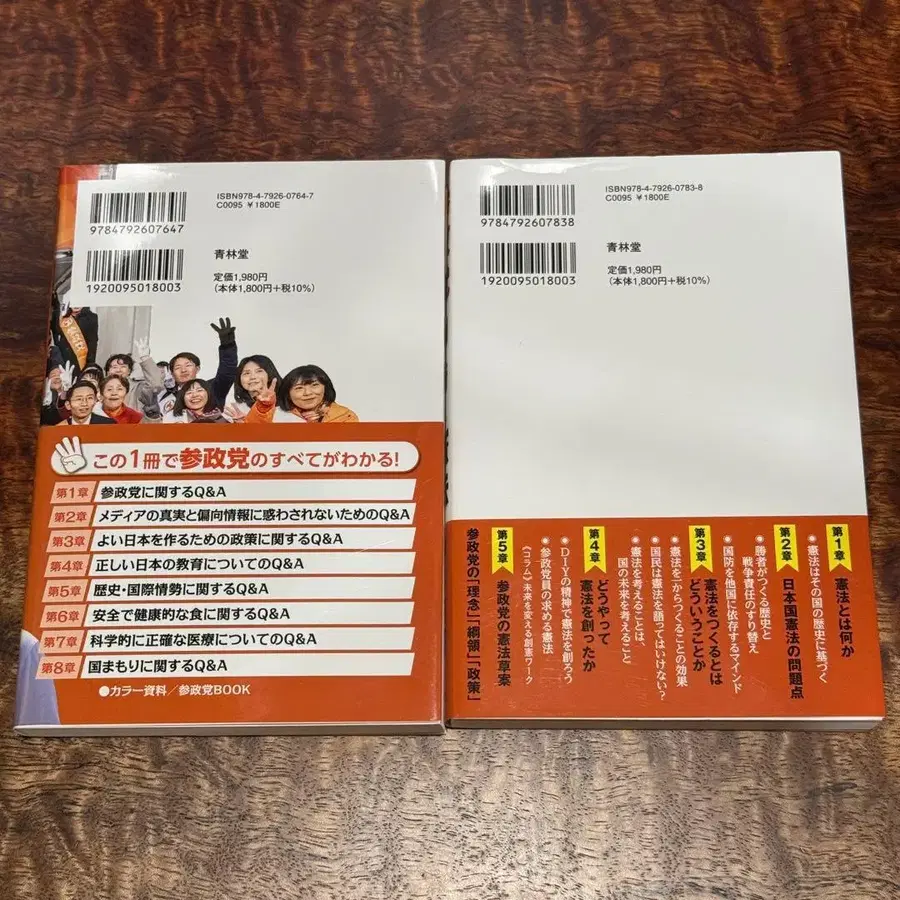 ISBN978-4-7926-0764-7
C0095 ¥1800E
9784792607647
青林堂
定価1,980円
(本体1,800円+税10%)
1920095018003
この1冊で参政党のすべてがわかる!
第1章 参政党に関するQ&A
第2章 メディアの真実と偏向情報に惑わされないためのQ&A
第3章 よい日本を作るための政策に関するQ&A
第4章 正しい日本の教育についてのQ&A
第5章 歴史・国際情勢に関するQ&A
第6章 安全で健康的な食に関するQ&A
第7章 科学的に正確な医療についてのQ&A
第8章 国まもりに関するQ&A
●カラー資料/参政党BOOK
ISBN978-4-7926-0783-8
C0095 ¥1800E
9784792607838
青林堂
定価1,980円
(本体1,800円+税10%)
1920095018003
第1章 憲法とは何か
●憲法はその国の歴史に基づく
第2章 日本国憲法の問題点
●勝者がつくる歴史と
戦争責任のすり替え
●国防を他国に依存するマインド
第3章 憲法をつくるとは
どういうことか
●憲法を一からつくることの効果
●国民は憲法を語ってはいけない?
●憲法を考えることは、
国の未来を考えること
第4章 どうやって
憲法を創ったか
●DIYの精神で憲法を創ろう
●参政党員の求める憲法
《コラム》未来を変える創憲ワーク
第5章 参政党の憲法草案
参政党の「理念」「綱領」「政策」